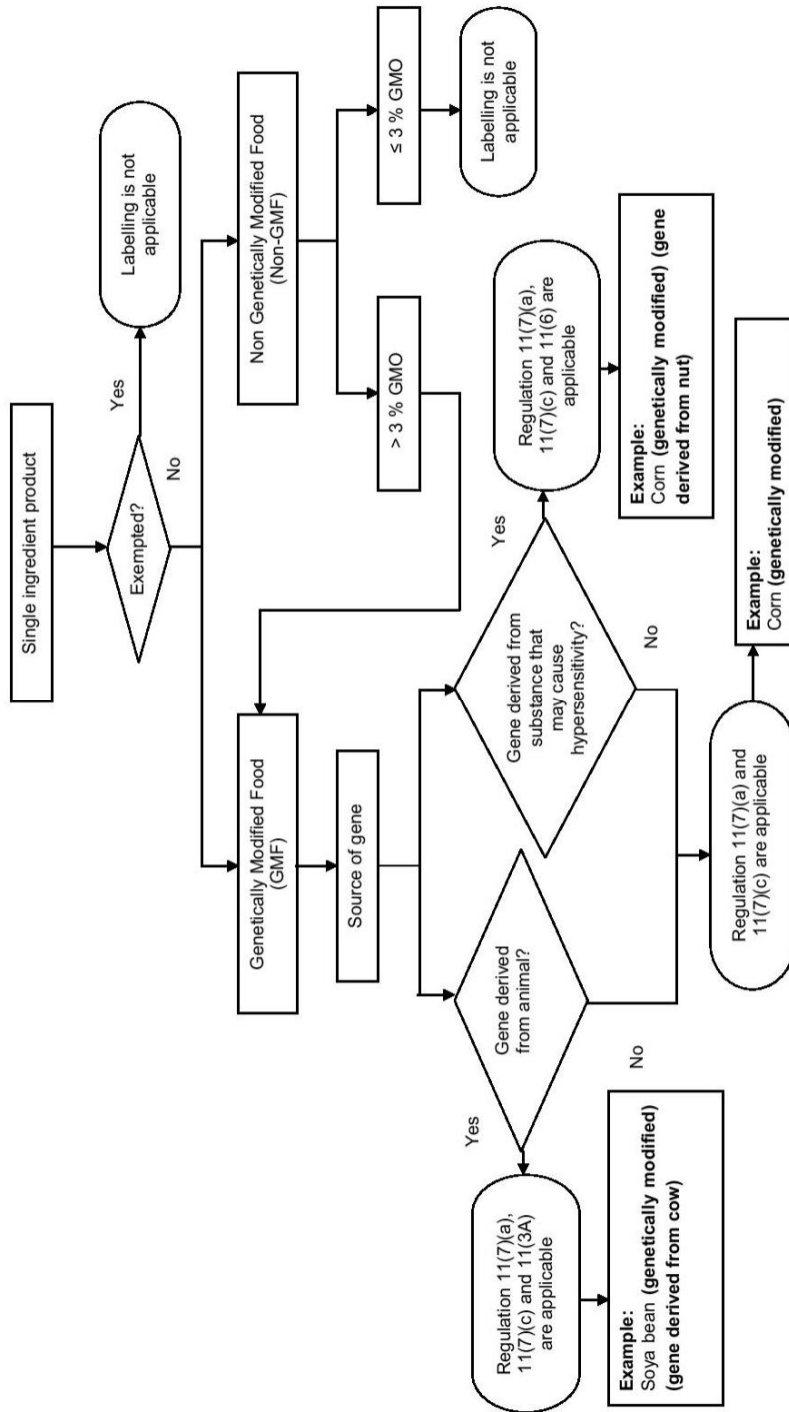 Single ingredient product
Exempted?
Yes
Labelling is not
applicable
No
Genetically Modified Food
(GMF)
Non Genetically Modified Food
(Non-GMF)
Source of gene
> 3 % GMO
≤ 3 % GMO
Labelling is not
applicable
Gene derived
from animal?
Gene derived from
substance that
may cause
hypersensitivity?
Yes
Yes
Regulation 11(7)(a),
11(7)(c) and 11(3A)
are applicable
No
No
Regulation 11(7)(a),
11(7)(c) and 11(6) are
applicable
Example:
Soya bean (genetically modified)
(gene derived from cow)
Regulation 11(7)(a) and
11(7)(c) are applicable
Example:
Corn (genetically modified) (gene
derived from nut)
Example:
Corn (genetically modified)